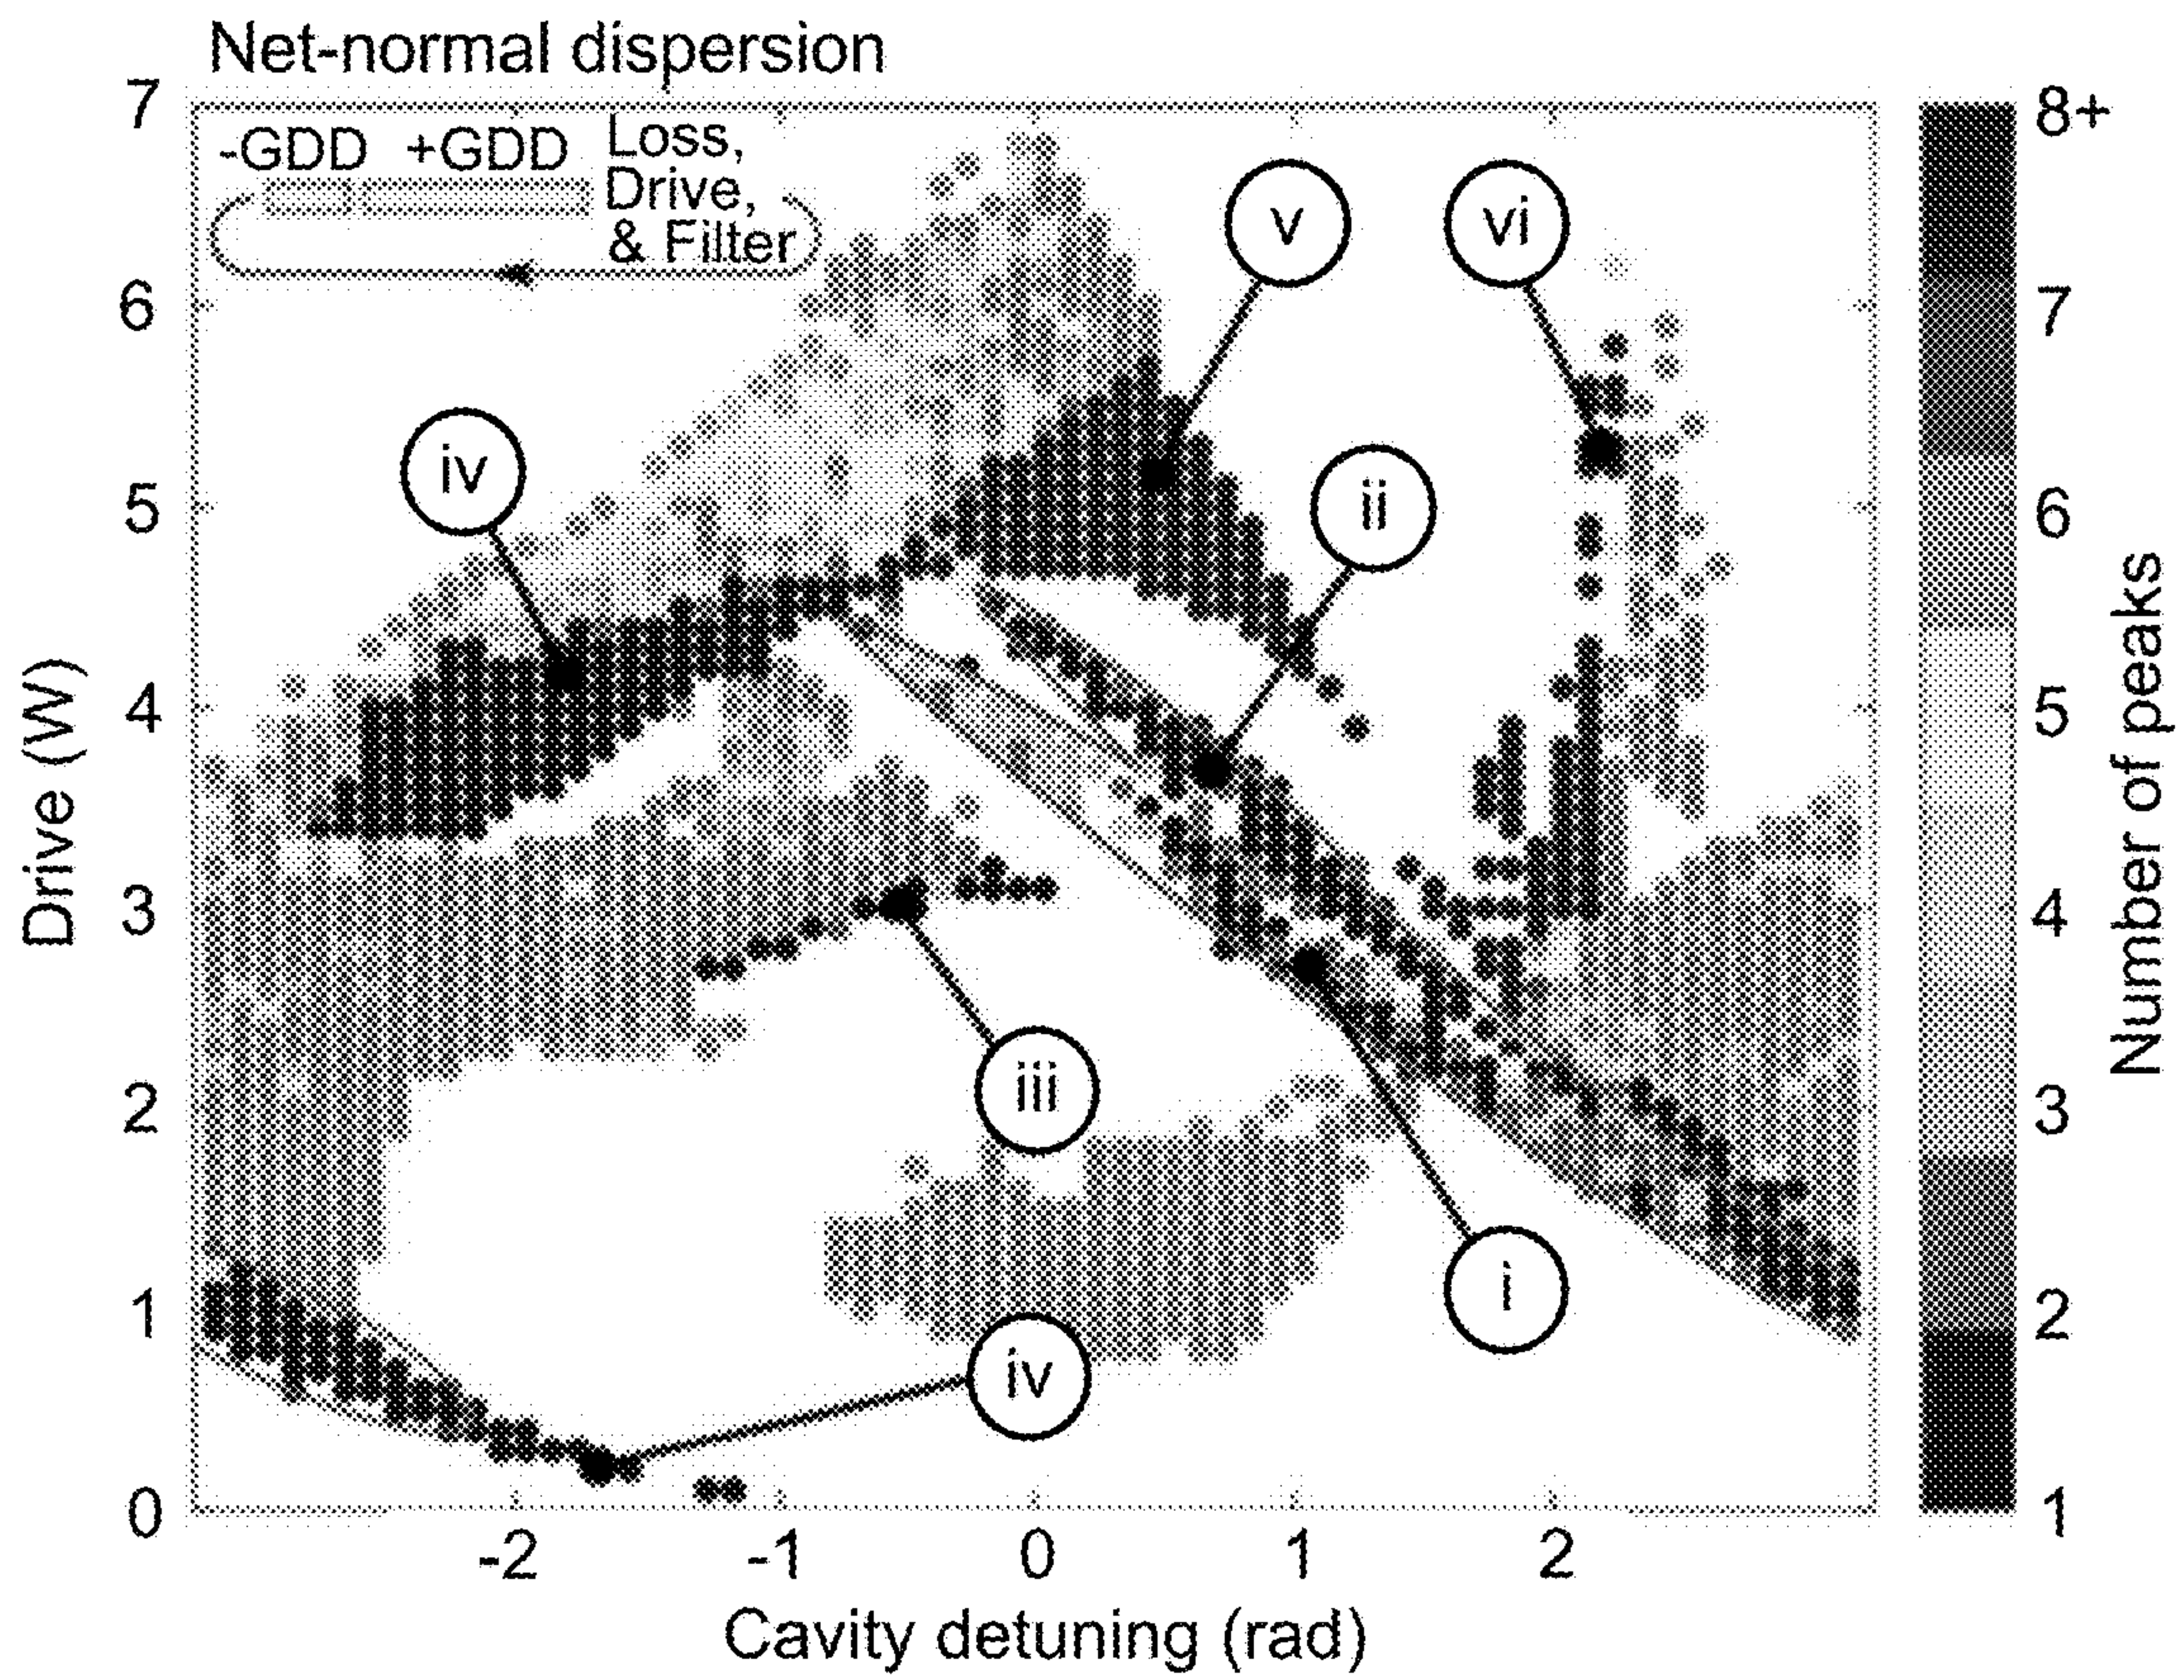 Net-normal dispersion
7
6
5
4
3
2
1
0
Drive (W)
-GDD +GDD Loss,
Drive,
& Filter
v
vi
iv
ii
iii
i
iv
-2 -1 0 1 2
Cavity detuning (rad)
8+
7
6
5
4
3
2
1
Number of peaks